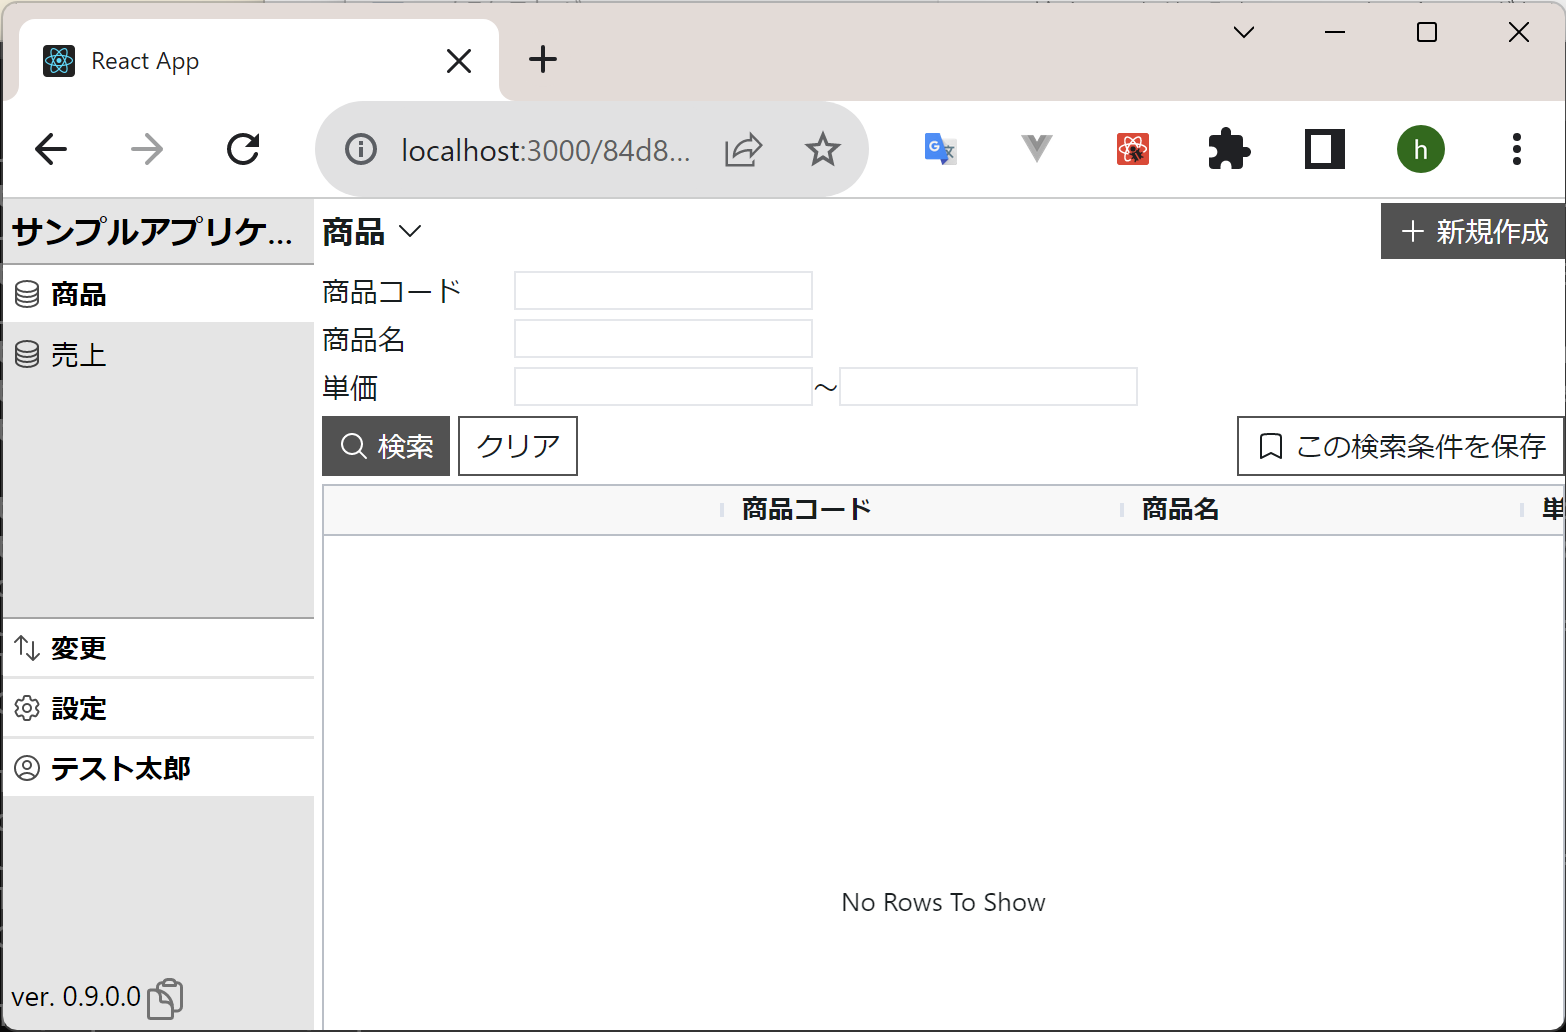 React App
localhost:3000/84d8...
h
サンプルアプリケ...
商品
売上
変更
設定
テスト太郎
ver. 0.9.0.0
商品
新規作成
商品コード
商品名
単価
～
検索
クリア
この検索条件を保存
商品コード 商品名
No Rows To Show